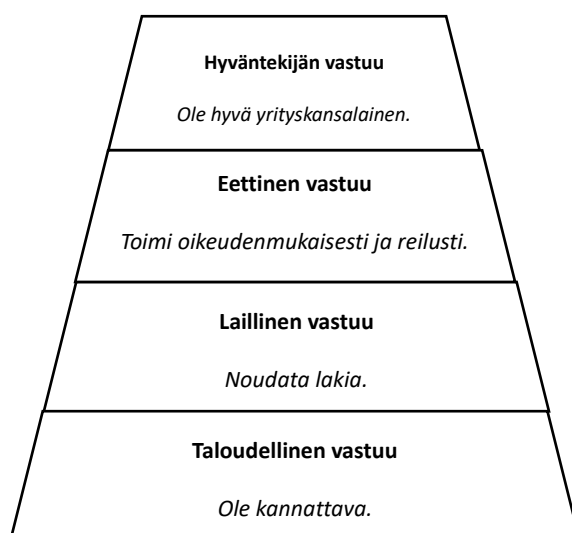 Hyväntekijän vastuu
Ole hyvä yrityskansalainen.
Eettinen vastuu
Toimi oikeudenmukaisesti ja reilusti.
Laillinen vastuu
Noudata lakia.
Taloudellinen vastuu
Ole kannattava.